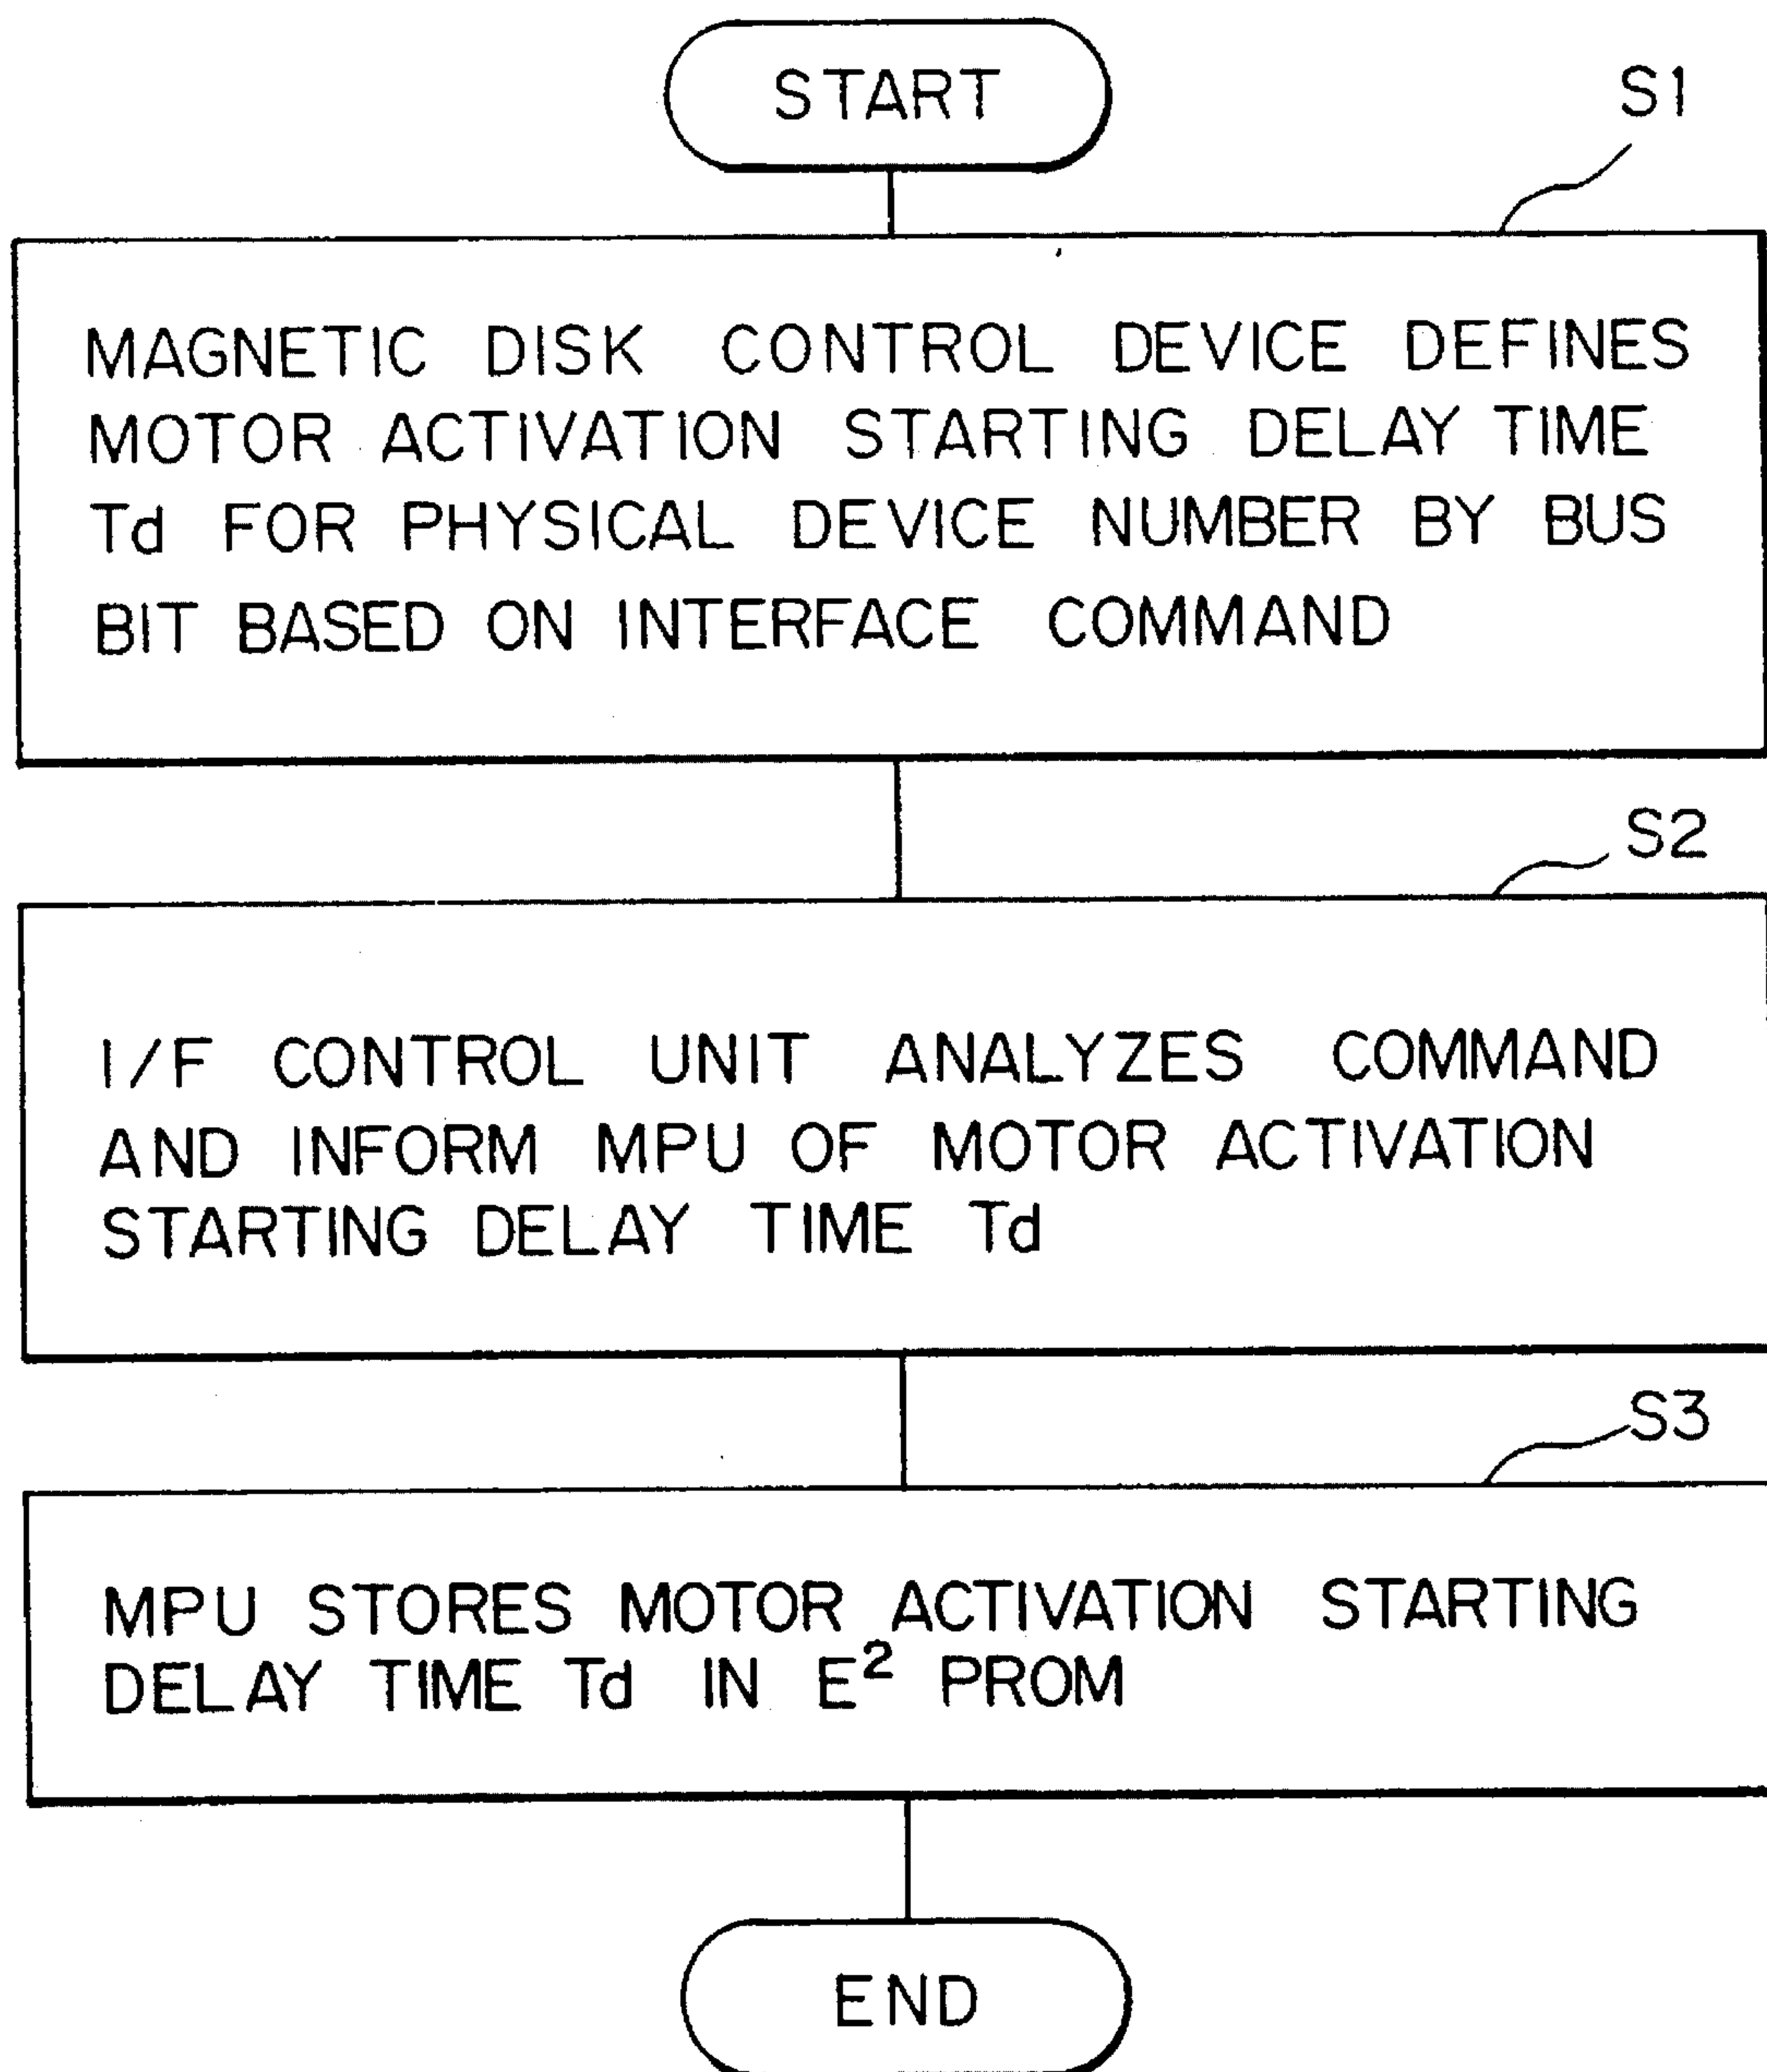 START
S1
MAGNETIC DISK CONTROL DEVICE DEFINES
MOTOR ACTIVATION STARTING DELAY TIME
Td FOR PHYSICAL DEVICE NUMBER BY BUS
BIT BASED ON INTERFACE COMMAND
S2
I/F CONTROL UNIT ANALYZES COMMAND
AND INFORM MPU OF MOTOR ACTIVATION
STARTING DELAY TIME Td
S3
MPU STORES MOTOR ACTIVATION STARTING
DELAY TIME Td IN E² PROM
END